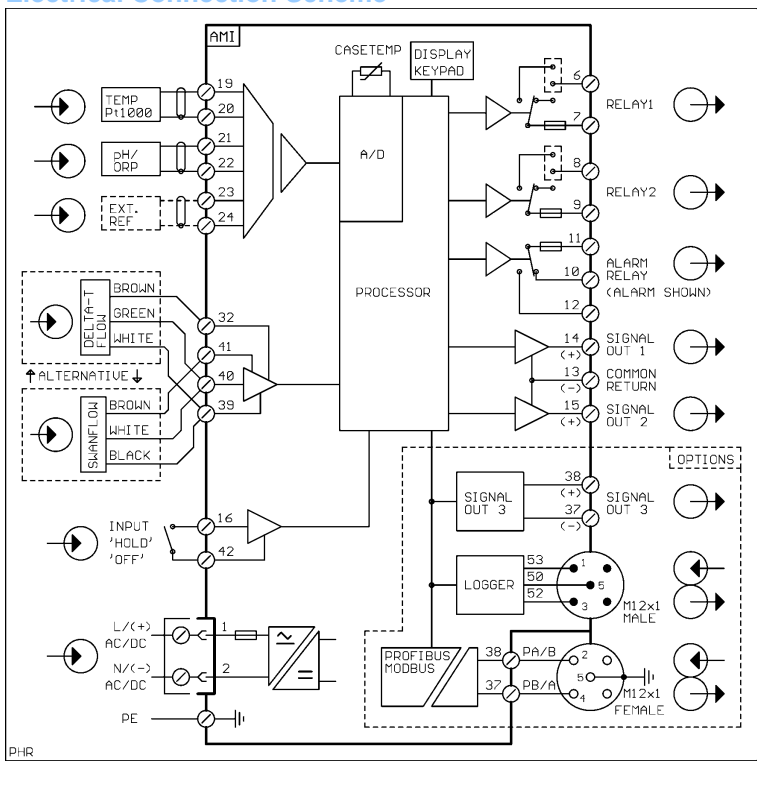 AMI
CASETEMP
DISPLAY
KEYPAD
TEMP
Pt1000
19
20
pH/
ORP
21
22
EXT.
REF
23
24
A/D
PROCESSOR
6
7
RELAY1
8
9
RELAY2
11
10
12
ALARM
RELAY
(ALARM SHOWN)
DELTA-T
FLOW
BROWN
GREEN
WHITE
32
41
40
39
↑ALTERNATIVE↓
SWANFLOW
BROWN
WHITE
BLACK
14
(+)
SIGNAL
OUT 1
13
(-)
COMMON
RETURN
15
(+)
SIGNAL
OUT 2
OPTIONS
INPUT
'HOLD'
'OFF'
16
42
SIGNAL
OUT 3
38
(+)
37
(-)
SIGNAL
OUT 3
LOGGER
53
50
52
1
5
3
M12x1
MALE
L/(+)
AC/DC
1
N/(-)
AC/DC
2
PE
PROFIBUS
MODBUS
38
PA/B
37
PB/A
2
5
4
M12x1
FEMALE
PHR